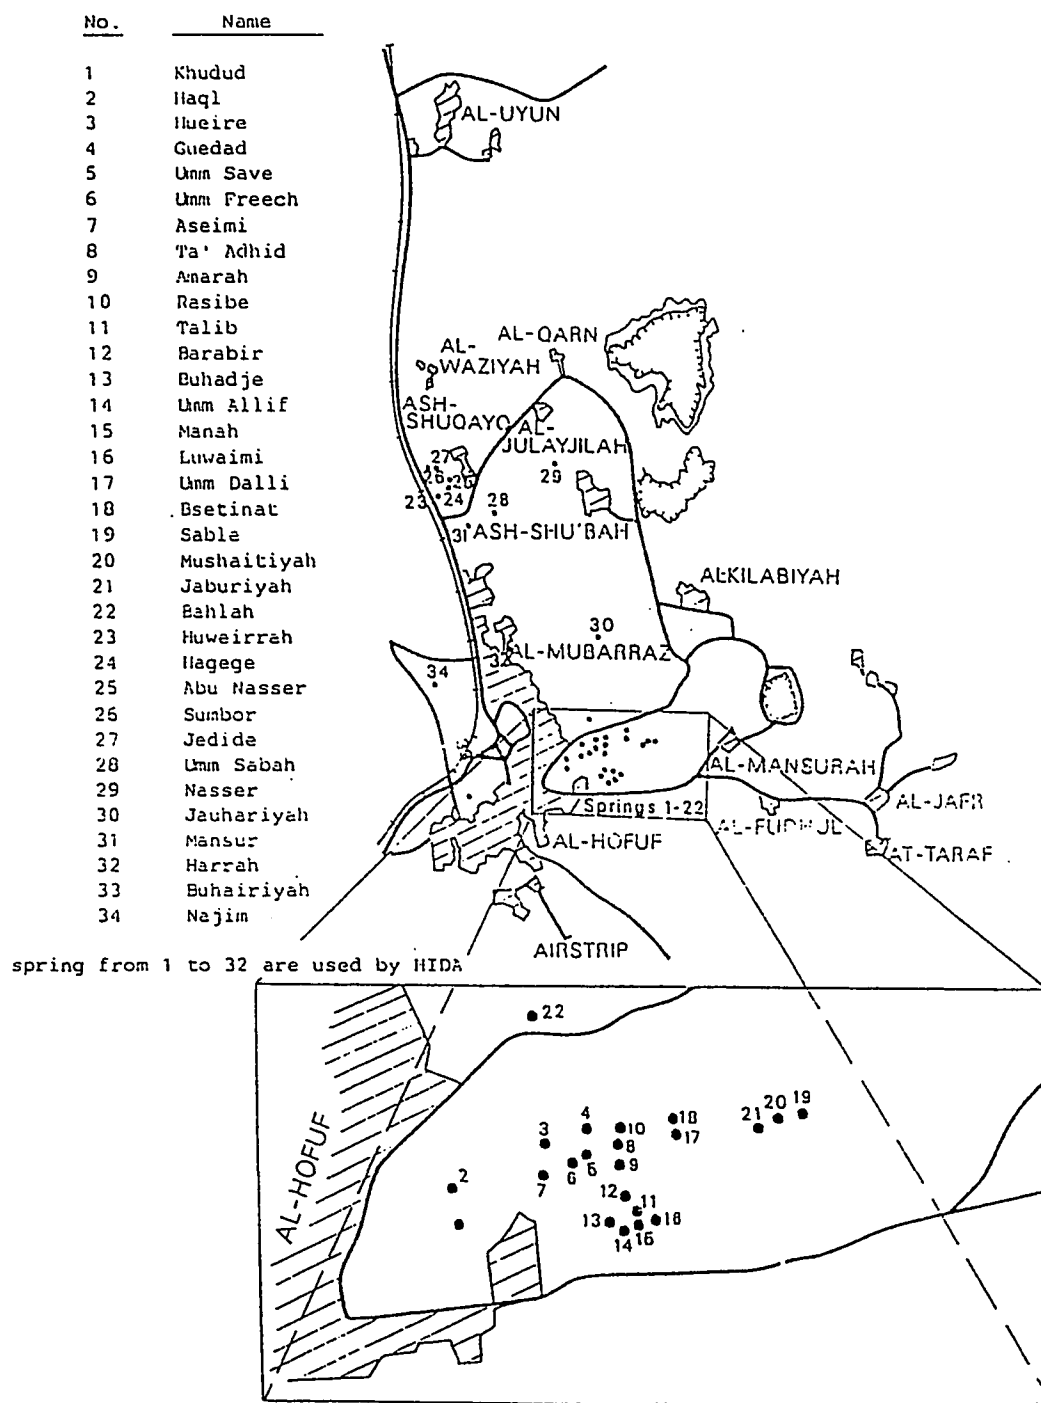 No. Name
1 Khudud
2 Haql
3 Hueire
4 Guedad
5 Umm Save
6 Umm Freech
7 Aseimi
8 Ta' Adhid
9 Amarah
10 Rasibe
11 Talib
12 Barabir
13 Buhadje
14 Umm Allif
15 Manah
16 Luwaimi
17 Umm Dalli
18 Bsetinat
19 Sable
20 Mushaitiyah
21 Jaburiyah
22 Bahlah
23 Huweirrah
24 Hagege
25 Abu Nasser
26 Sumbor
27 Jedide
28 Umm Sabah
29 Nasser
30 Jauhariyah
31 Mansur
32 Harrah
33 Buhairiyah
34 Najim
spring from 1 to 32 are used by HIDA
AL-UYUN
AL-QARN
AL-WAZIYAH
ASH-SHUQAYQ
AL-JULAYJILAH
27
26
29
23 24 28
31 ASH-SHU'BAH
ALKILABIYAH
30
AL-MUBARRAZ
34
AL-MANSURAH
Springs 1-22
AL-JAFR
AL-HOFUF
AL-FUDHUL
AT-TARAF
AIRSTRIP
22
4 10 18 21 20 19
3 8 17
6 5 9
7
2
12 11
13 18
14 16
AL-HOFUF